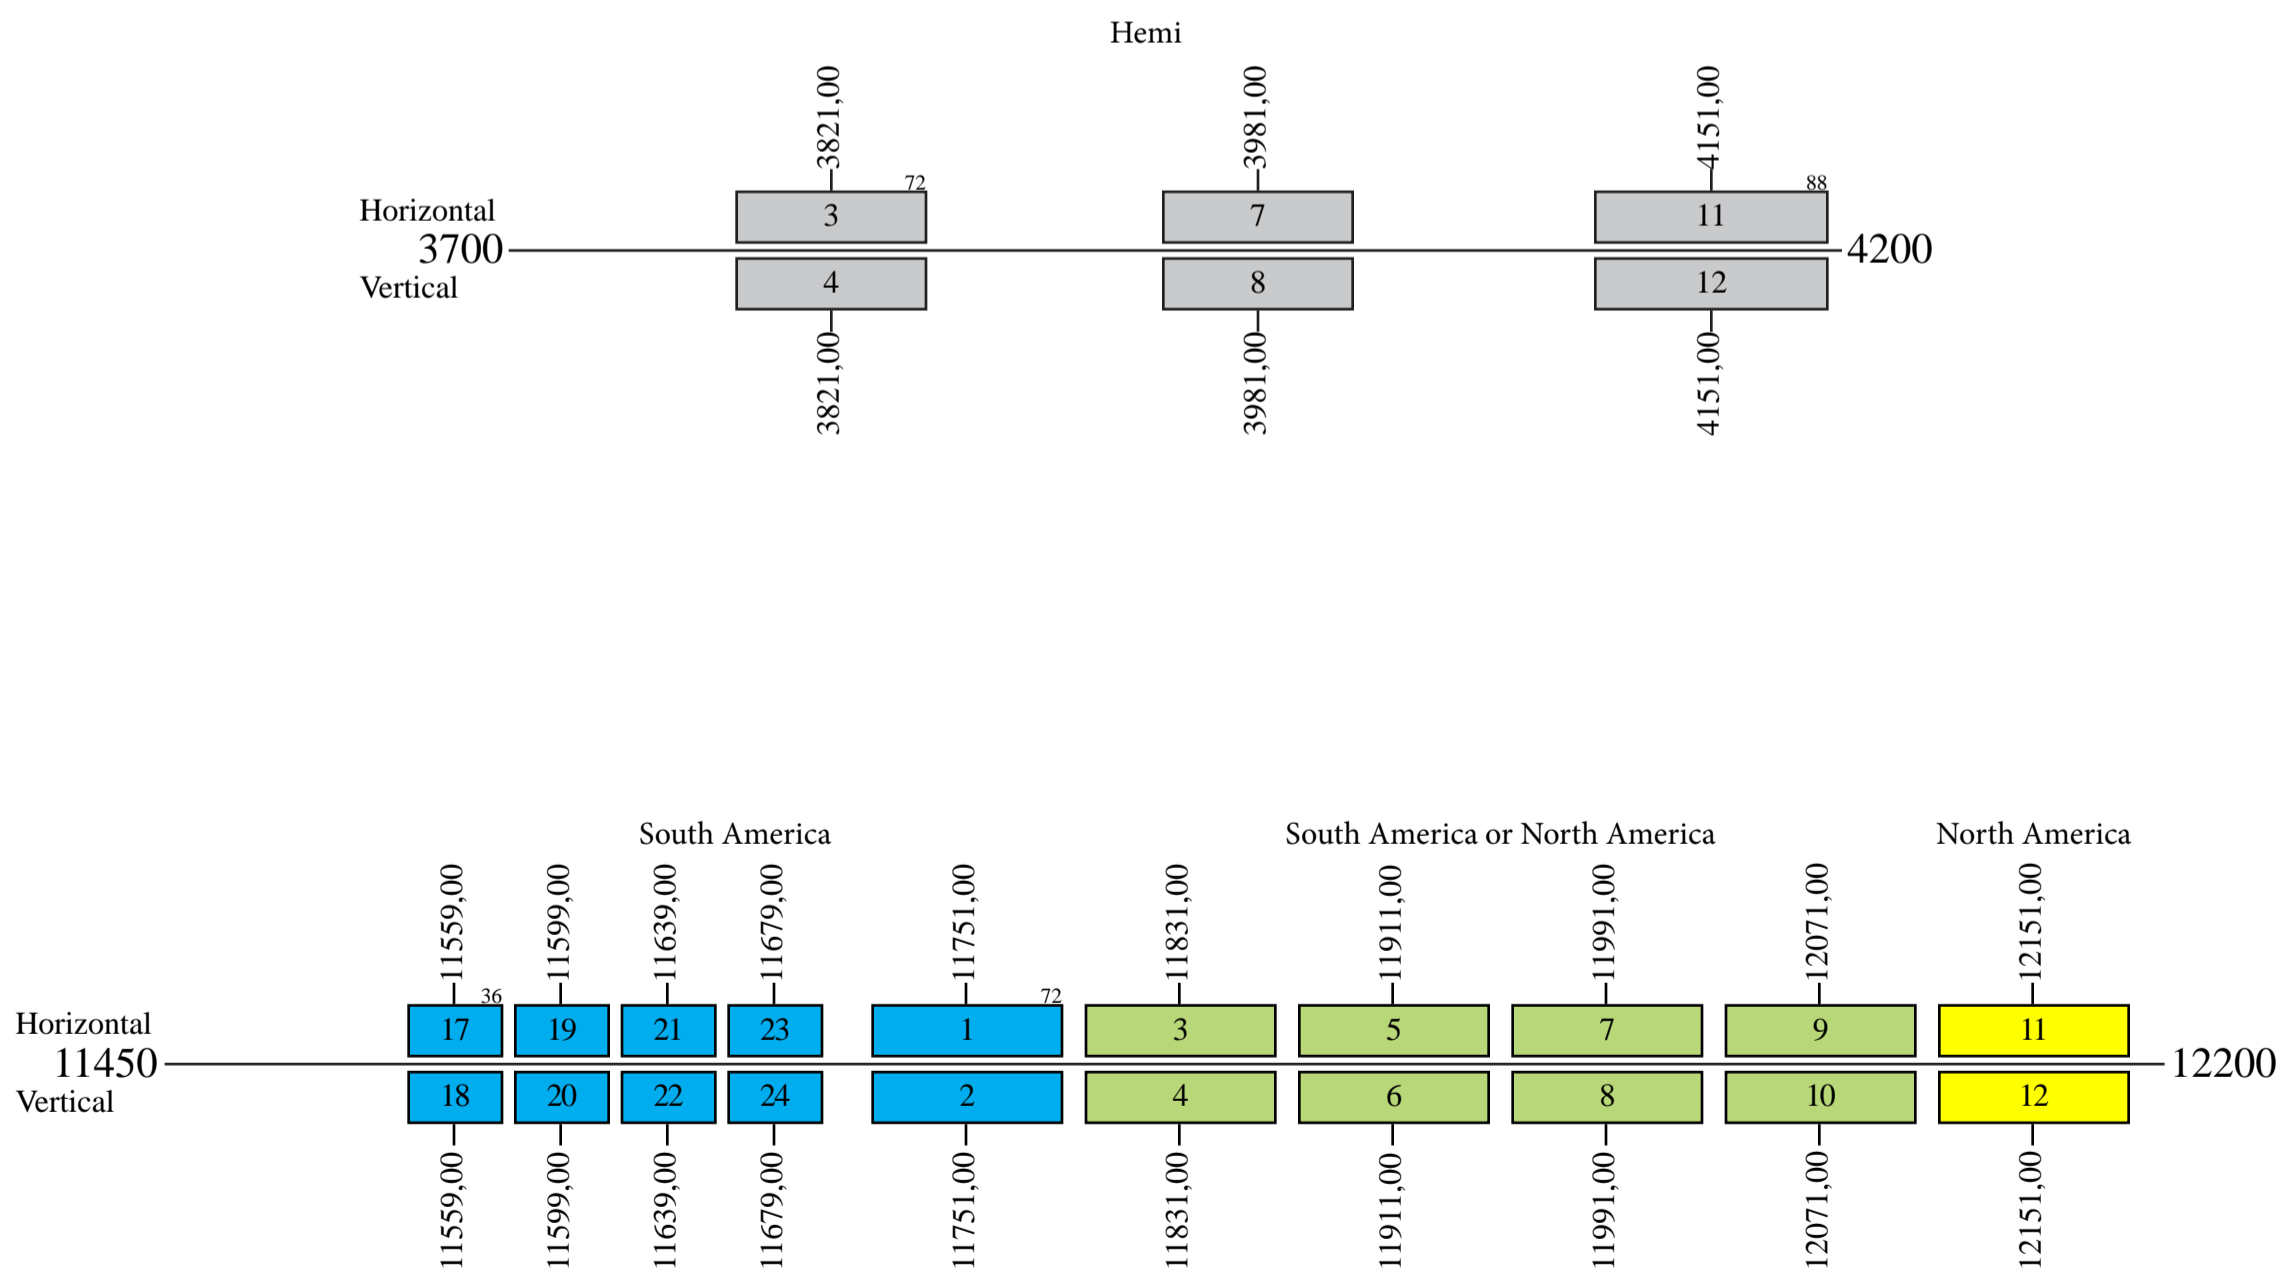 Hemi
3821,00 3981,00 4151,00
72 88
Horizontal 3 7 11
3700 4200
Vertical 4 8 12
3821,00 3981,00 4151,00
South America South America or North America North America
11559,00 11599,00 11639,00 11679,00 11751,00 11831,00 11911,00 11991,00 12071,00 12151,00
36 72
Horizontal 17 19 21 23 1 3 5 7 9 11
11450 12200
Vertical 18 20 22 24 2 4 6 8 10 12
11559,00 11599,00 11639,00 11679,00 11751,00 11831,00 11911,00 11991,00 12071,00 12151,00